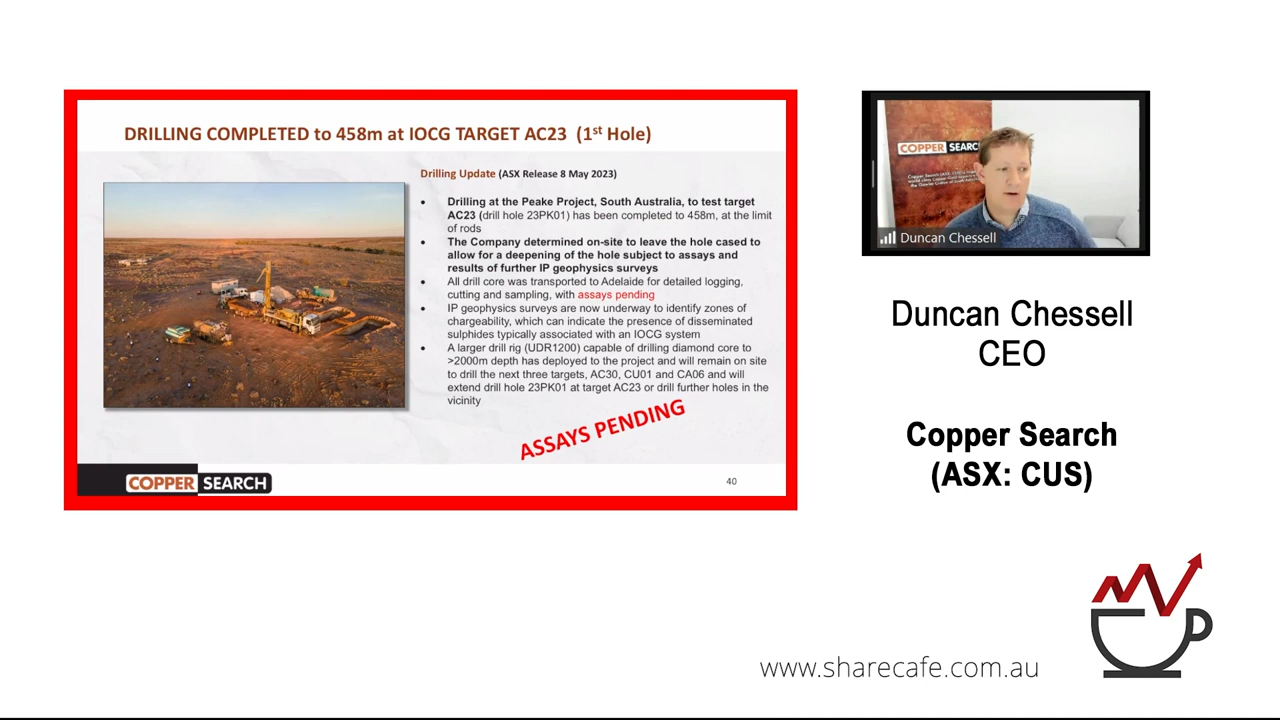 DRILLING COMPLETED to 458m at IOCG TARGET AC23 (1st Hole)
Drilling Update (ASX Release 8 May 2023)
• Drilling at the Peake Project, South Australia, to test target
AC23 (drill hole 23PK01) has been completed to 458m, at the limit
of rods
• The Company determined on-site to leave the hole cased to
allow for a deepening of the hole subject to assays and
results of further IP geophysics surveys
• All drill core was transported to Adelaide for detailed logging,
cutting and sampling, with assays pending
• IP geophysics surveys are now underway to identify zones of
chargeability, which can indicate the presence of disseminated
sulphides typically associated with an IOCG system
• A larger drill rig (UDR1200) capable of drilling diamond core to
>2000m depth has deployed to the project and will remain on site
to drill the next three targets, AC30, CU01 and CA06 and will
extend drill hole 23PK01 at target AC23 or drill further holes in the
vicinity
ASSAYS PENDING
COPPER SEARCH
40
COPPER SEARC
Duncan Chessell
Duncan Chessell
CEO
Copper Search
(ASX: CUS)
www.sharecafe.com.au